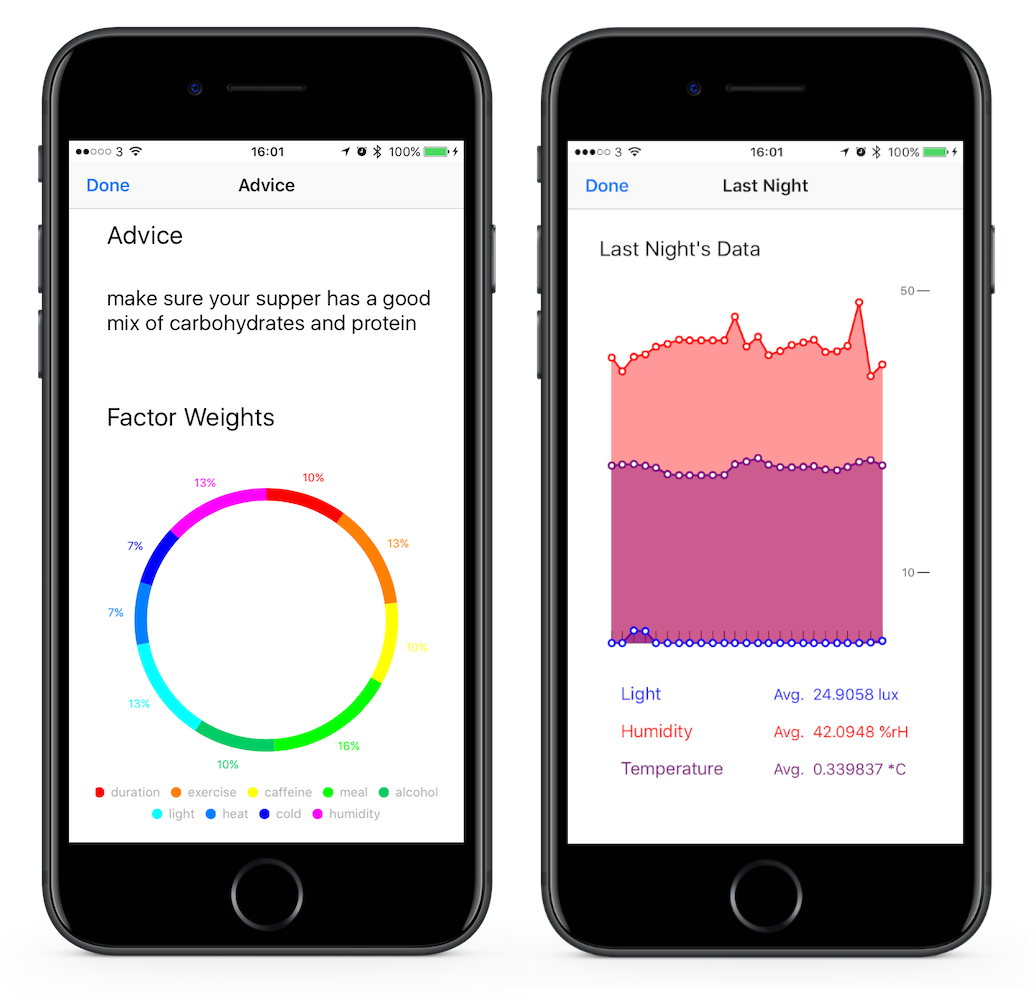 3 16:01 100%
Done Advice
Advice
make sure your supper has a good
mix of carbohydrates and protein
Factor Weights
13% 10%
7% 13%
7% 10%
13% 16%
10%
duration exercise caffeine meal alcohol
light heat cold humidity
3 16:01 100%
Done Last Night
Last Night's Data
50
10
Light Avg. 24.9058 lux
Humidity Avg. 42.0948 %rH
Temperature Avg. 0.339837 *C